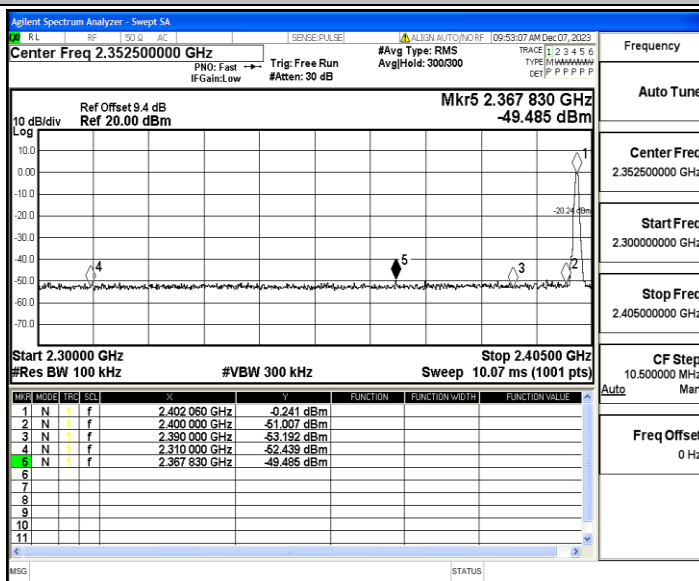 Agilent Spectrum Analyzer - Swept SA
RL RF 50 Ω AC SENSE:PULSE ALIGN AUTO/NO RF 09:53:07 AM Dec 07, 2023
Center Freq 2.352500000 GHz
PNO: Fast
IFGain:Low
Trig: Free Run
#Atten: 30 dB
#Avg Type: RMS
Avg|Hold: 300/300
TRACE 1 2 3 4 5 6
TYPE M
DET P P P P P P
Ref Offset 9.4 dB
10 dB/div Ref 20.00 dBm
Log
Mkr5 2.367 830 GHz
-49.485 dBm
10.0
0.00
-10.0
-20.0
-30.0
-40.0
-50.0
-60.0
-70.0
1
-20.24 dBm
4
5
3
2
Start 2.30000 GHz Stop 2.40500 GHz
#Res BW 100 kHz #VBW 300 kHz Sweep 10.07 ms (1001 pts)
MKR MODE TRC SCL X Y FUNCTION FUNCTION WIDTH FUNCTION VALUE
1 N 1 f 2.402 060 GHz -0.241 dBm
2 N 1 f 2.400 000 GHz -51.007 dBm
3 N 1 f 2.390 000 GHz -53.192 dBm
4 N 1 f 2.310 000 GHz -52.439 dBm
5 N 1 f 2.367 830 GHz -49.485 dBm
6
7
8
9
10
11
MSG STATUS
Frequency
Auto Tune
Center Freq
2.352500000 GHz
Start Freq
2.300000000 GHz
Stop Freq
2.405000000 GHz
CF Step
10.500000 MHz
Auto Man
Freq Offset
0 Hz